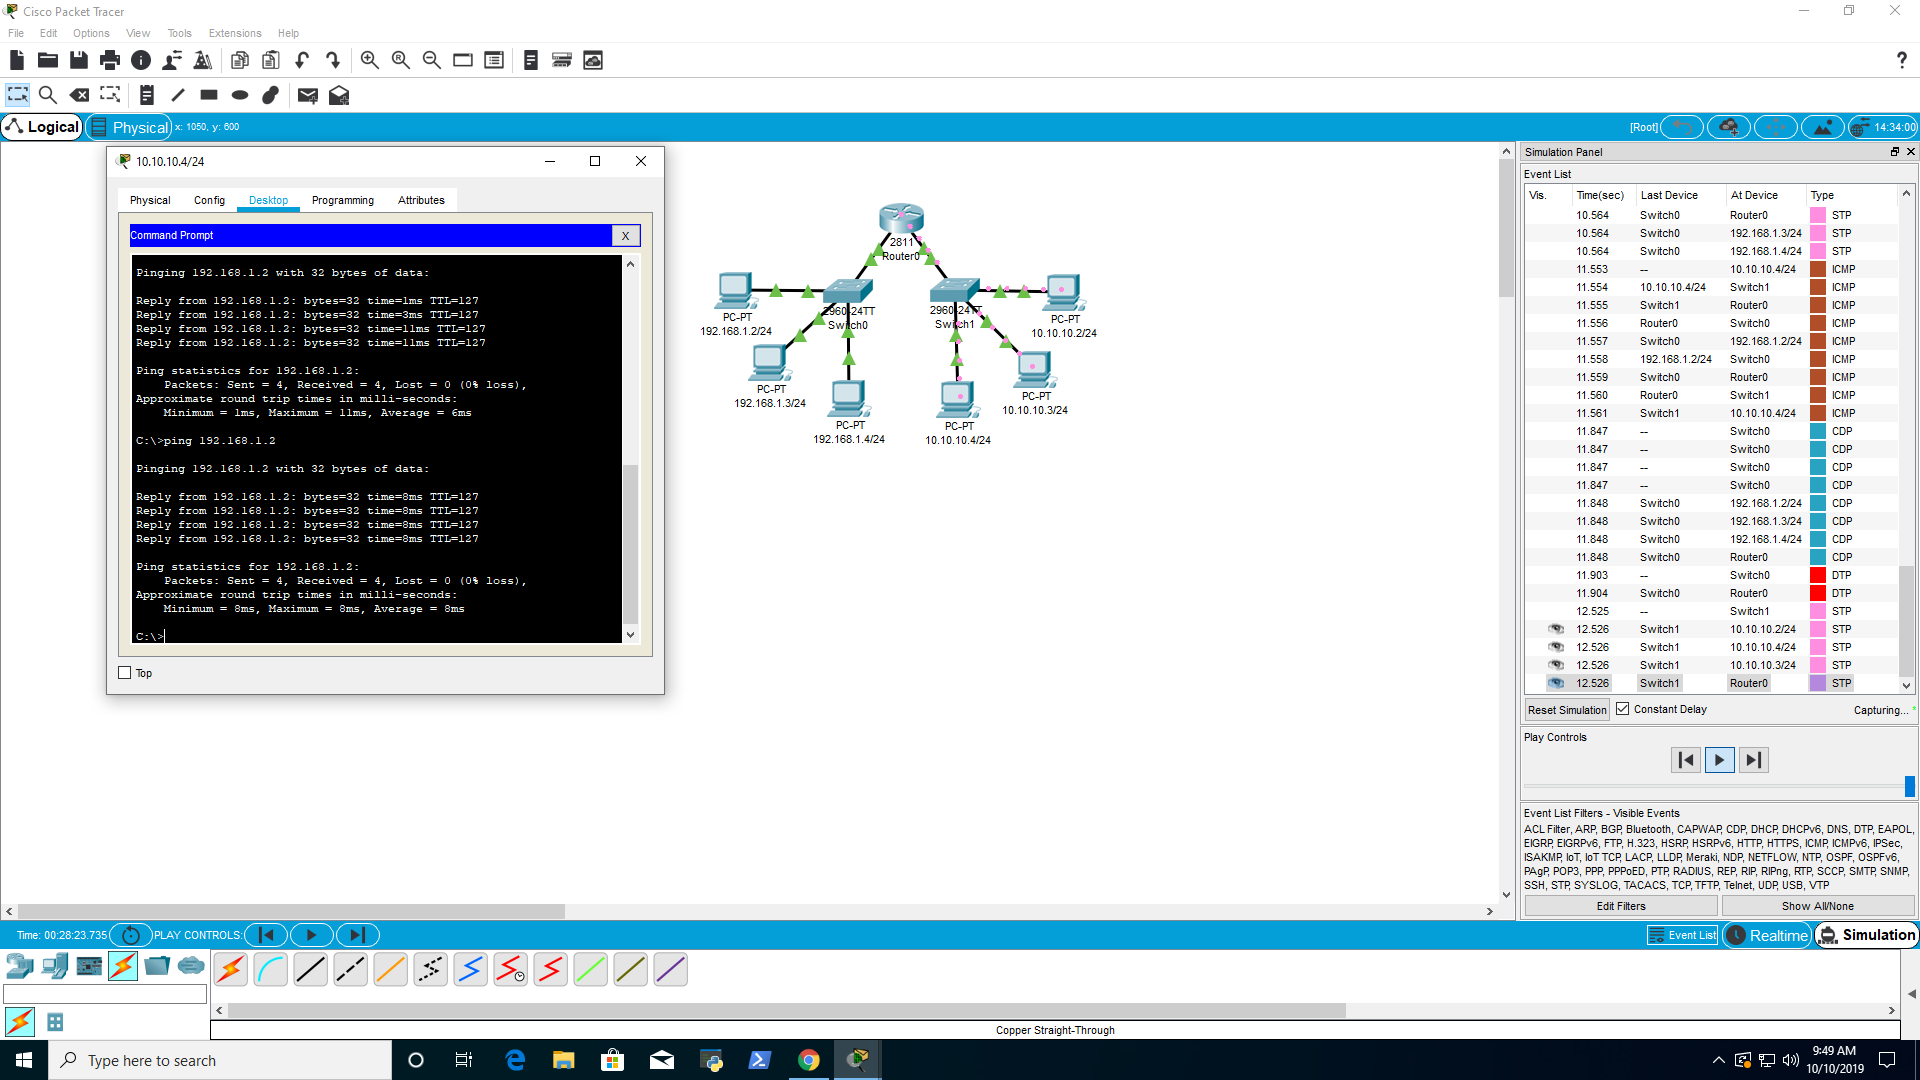 Cisco Packet Tracer
File Edit Options View Tools Extensions Help
?
Logical Physical x: 1050, y: 600 [Root] 14:34:00
10.10.10.4/24
Physical Config Desktop Programming Attributes
Command Prompt X
Pinging 192.168.1.2 with 32 bytes of data:
Reply from 192.168.1.2: bytes=32 time=1ms TTL=127
Reply from 192.168.1.2: bytes=32 time=3ms TTL=127
Reply from 192.168.1.2: bytes=32 time=11ms TTL=127
Reply from 192.168.1.2: bytes=32 time=11ms TTL=127
Ping statistics for 192.168.1.2:
Packets: Sent = 4, Received = 4, Lost = 0 (0% loss),
Approximate round trip times in milli-seconds:
Minimum = 1ms, Maximum = 11ms, Average = 6ms
C:\>ping 192.168.1.2
Pinging 192.168.1.2 with 32 bytes of data:
Reply from 192.168.1.2: bytes=32 time=8ms TTL=127
Reply from 192.168.1.2: bytes=32 time=8ms TTL=127
Reply from 192.168.1.2: bytes=32 time=8ms TTL=127
Reply from 192.168.1.2: bytes=32 time=8ms TTL=127
Ping statistics for 192.168.1.2:
Packets: Sent = 4, Received = 4, Lost = 0 (0% loss),
Approximate round trip times in milli-seconds:
Minimum = 8ms, Maximum = 8ms, Average = 8ms
C:\>
Top
2811
Router0
2960-24TT
Switch0
2960-24TT
Switch1
PC-PT
192.168.1.2/24
PC-PT
192.168.1.3/24
PC-PT
192.168.1.4/24
PC-PT
10.10.10.4/24
PC-PT
10.10.10.3/24
PC-PT
10.10.10.2/24
Simulation Panel
Event List
Vis. Time(sec) Last Device At Device Type
10.564 Switch0 Router0 STP
10.564 Switch0 192.168.1.3/24 STP
10.564 Switch0 192.168.1.4/24 STP
11.553 -- 10.10.10.4/24 ICMP
11.554 10.10.10.4/24 Switch1 ICMP
11.555 Switch1 Router0 ICMP
11.556 Router0 Switch0 ICMP
11.557 Switch0 192.168.1.2/24 ICMP
11.558 192.168.1.2/24 Switch0 ICMP
11.559 Switch0 Router0 ICMP
11.560 Router0 Switch1 ICMP
11.561 Switch1 10.10.10.4/24 ICMP
11.847 -- Switch0 CDP
11.847 -- Switch0 CDP
11.847 -- Switch0 CDP
11.847 -- Switch0 CDP
11.848 Switch0 192.168.1.2/24 CDP
11.848 Switch0 192.168.1.3/24 CDP
11.848 Switch0 192.168.1.4/24 CDP
11.848 Switch0 Router0 CDP
11.903 -- Switch0 DTP
11.904 Switch0 Router0 DTP
12.525 -- Switch1 STP
12.526 Switch1 10.10.10.2/24 STP
12.526 Switch1 10.10.10.4/24 STP
12.526 Switch1 10.10.10.3/24 STP
12.526 Switch1 Router0 STP
Reset Simulation Constant Delay Capturing... *
Play Controls
Event List Filters - Visible Events
ACL Filter, ARP, BGP, Bluetooth, CAPWAP, CDP, DHCP, DHCPv6, DNS, DTP, EAPOL,
EIGRP, EIGRPv6, FTP, H.323, HSRP, HSRPv6, HTTP, HTTPS, ICMP, ICMPv6, IPSec,
ISAKMP, IoT, IoT TCP, LACP, LLDP, Meraki, NDP, NETFLOW, NTP, OSPF, OSPFv6,
PAgP, POP3, PPP, PPPoED, PTP, RADIUS, REP, RIP, RIPng, RTP, SCCP, SMTP, SNMP,
SSH, STP, SYSLOG, TACACS, TCP, TFTP, Telnet, UDP, USB, VTP
Edit Filters Show All/None
Time: 00:28:23.735 PLAY CONTROLS: Event List Realtime Simulation
Copper Straight-Through
Type here to search
9:49 AM
10/10/2019